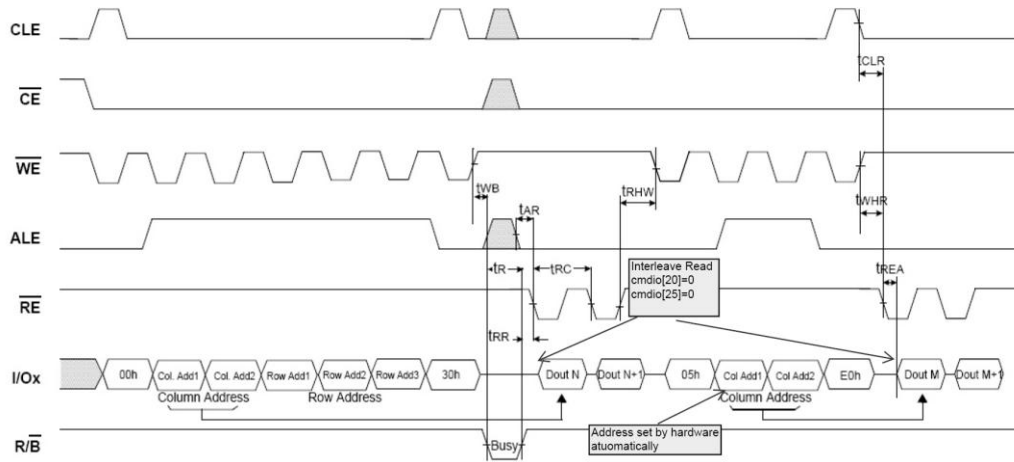 CLE
tCLR
CE
WE
tWB
tRHW
tWHR
tAR
ALE
tR
tRC
Interleave Read
cmdio[20]=0
cmdio[25]=0
tREA
RE
tRR
I/Ox
00h
Col. Add1
Col. Add2
Row Add1
Row Add2
Row Add3
30h
Dout N
Dout N+1
05h
Col Add1
Col Add2
E0h
Dout M
Dout M+1
Column Address
Row Address
Column Address
R/B
Busy
Address set by hardware
atuomatically